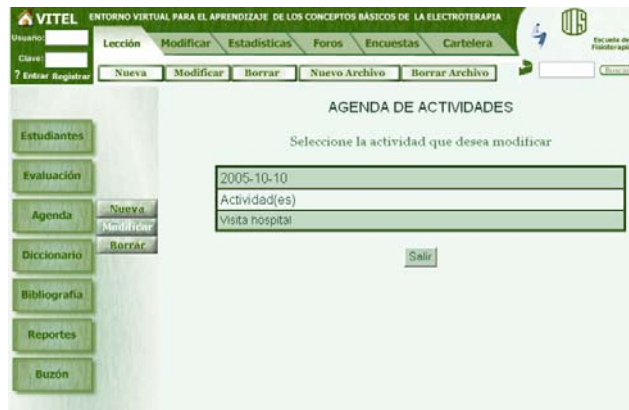 VITEL ENTORNO VIRTUAL PARA EL APRENDIZAJE DE LOS CONCEPTOS BÁSICOS DE LA ELECTROTERAPIA
Usuario:
Clave:
? Entrar Registrar
Lección Modificar Estadísticas Foros Encuestas Cartelera
Nueva Modificar Borrar Nuevo Archivo Borrar Archivo
UIS
Escuela de
Fisioterapia
AGENDA DE ACTIVIDADES
Seleccione la actividad que desea modificar
2005-10-10
Actividad(es)
Visita hospital
Salir
Estudiantes
Evaluación
Agenda
Nueva
Modificar
Borrar
Diccionario
Bibliografía
Reportes
Buzón